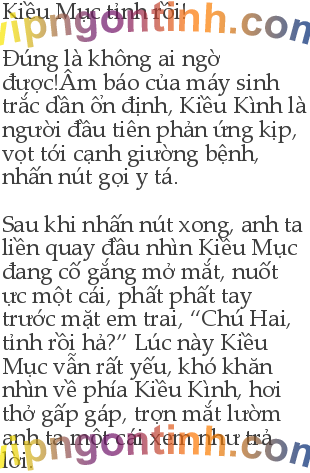 Kiều Mục tỉnh rồi!
vipngontinh.com
Đúng là không ai ngờ
được!Âm báo của máy sinh
trắc dần ổn định, Kiều Kình là
người đầu tiên phản ứng kịp,
vọt tới cạnh giường bệnh,
nhấn nút gọi y tá.
Sau khi nhấn nút xong, anh ta
liền quay đầu nhìn Kiều Mục
đang cố gắng mở mắt, nuốt
ực một cái, phất phất tay
trước mặt em trai, “Chú Hai,
tỉnh rồi hả?” Lúc này Kiều
Mục vẫn rất yếu, khó khăn
nhìn về phía Kiều Kình, hơi
thở gấp gáp, trợn mắt lườm
anh ta một cái xem như trả
lời.
vipngontinh.com